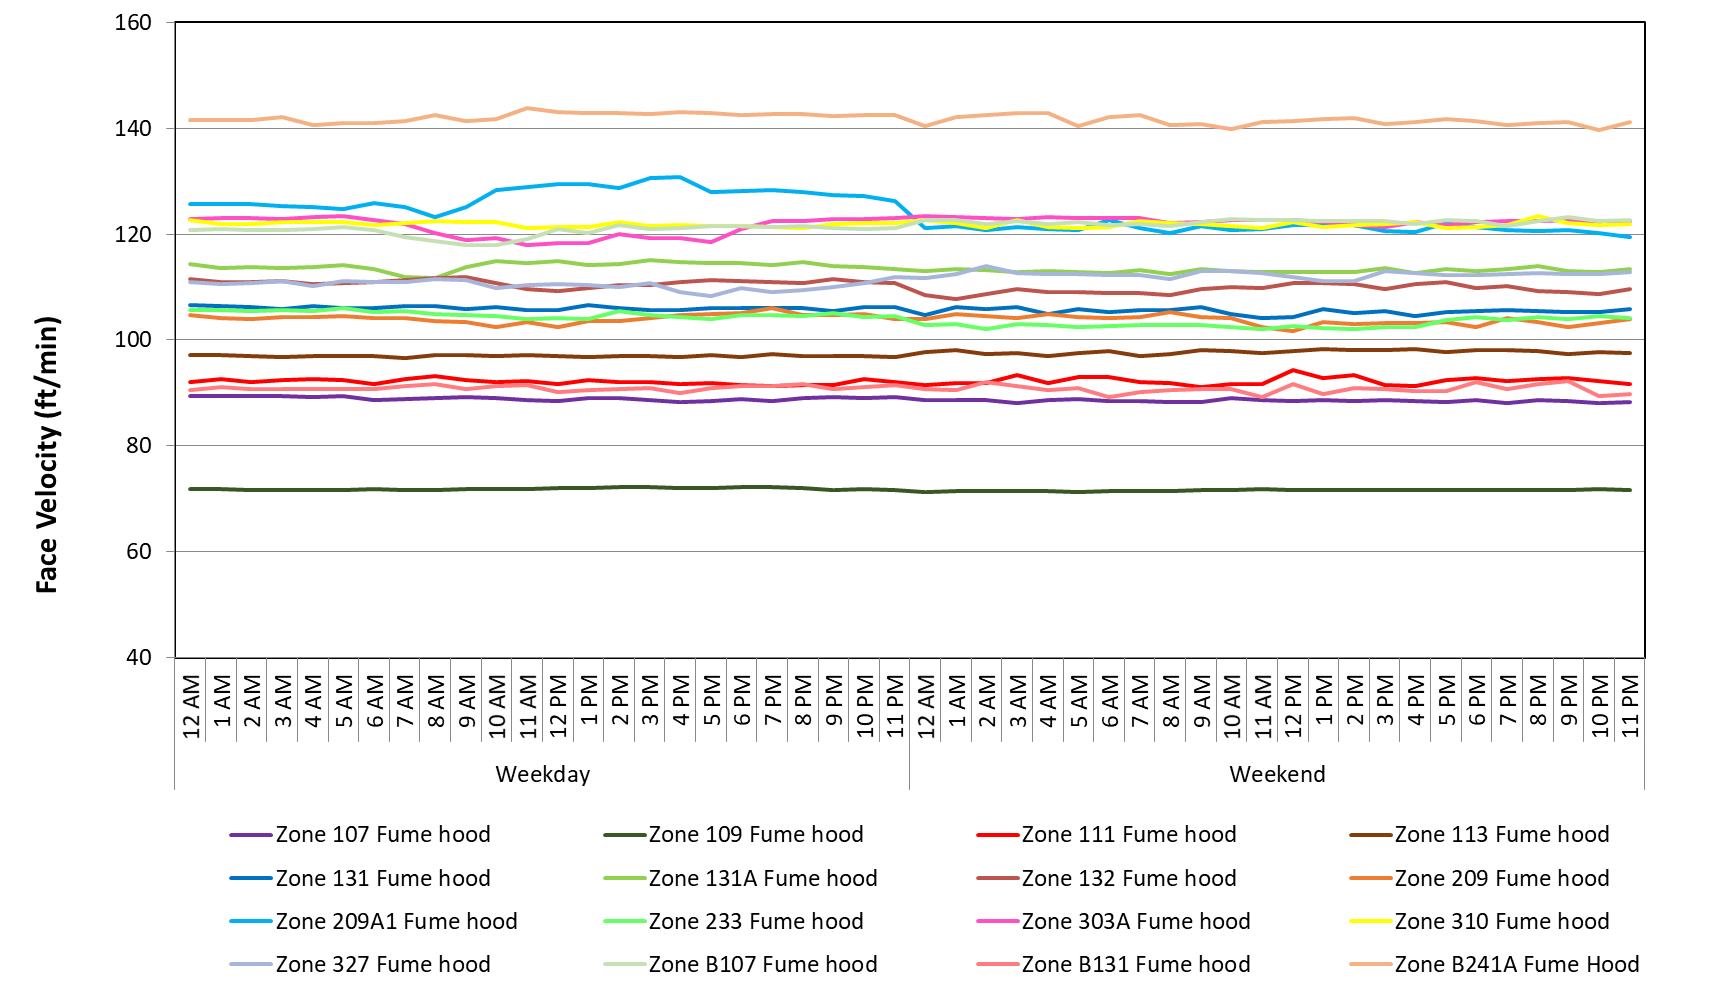 160
140
120
100
80
60
40
Face Velocity (ft/min)
12 AM
1 AM
2 AM
3 AM
4 AM
5 AM
6 AM
7 AM
8 AM
9 AM
10 AM
11 AM
12 PM
1 PM
2 PM
3 PM
4 PM
5 PM
6 PM
7 PM
8 PM
9 PM
10 PM
11 PM
12 AM
1 AM
2 AM
3 AM
4 AM
5 AM
6 AM
7 AM
8 AM
9 AM
10 AM
11 AM
12 PM
1 PM
2 PM
3 PM
4 PM
5 PM
6 PM
7 PM
8 PM
9 PM
10 PM
11 PM
Weekday Weekend
Zone 107 Fume hood Zone 109 Fume hood Zone 111 Fume hood Zone 113 Fume hood
Zone 131 Fume hood Zone 131A Fume hood Zone 132 Fume hood Zone 209 Fume hood
Zone 209A1 Fume hood Zone 233 Fume hood Zone 303A Fume hood Zone 310 Fume hood
Zone 327 Fume hood Zone B107 Fume hood Zone B131 Fume hood Zone B241A Fume Hood